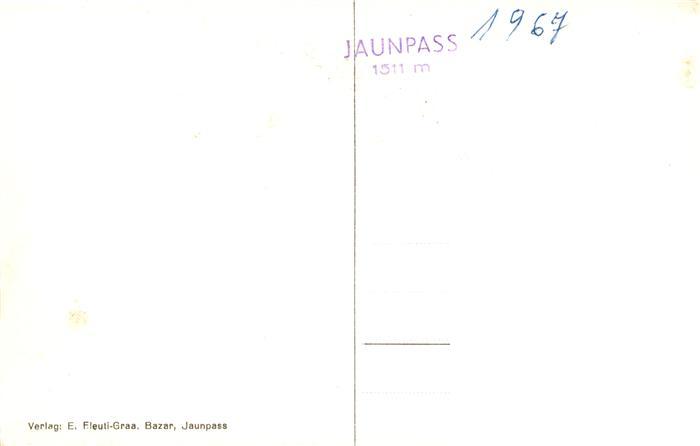 1967
JAUNPASS
1511 m
Verlag: E. Fleuti-Graa. Bazar, Jaunpass